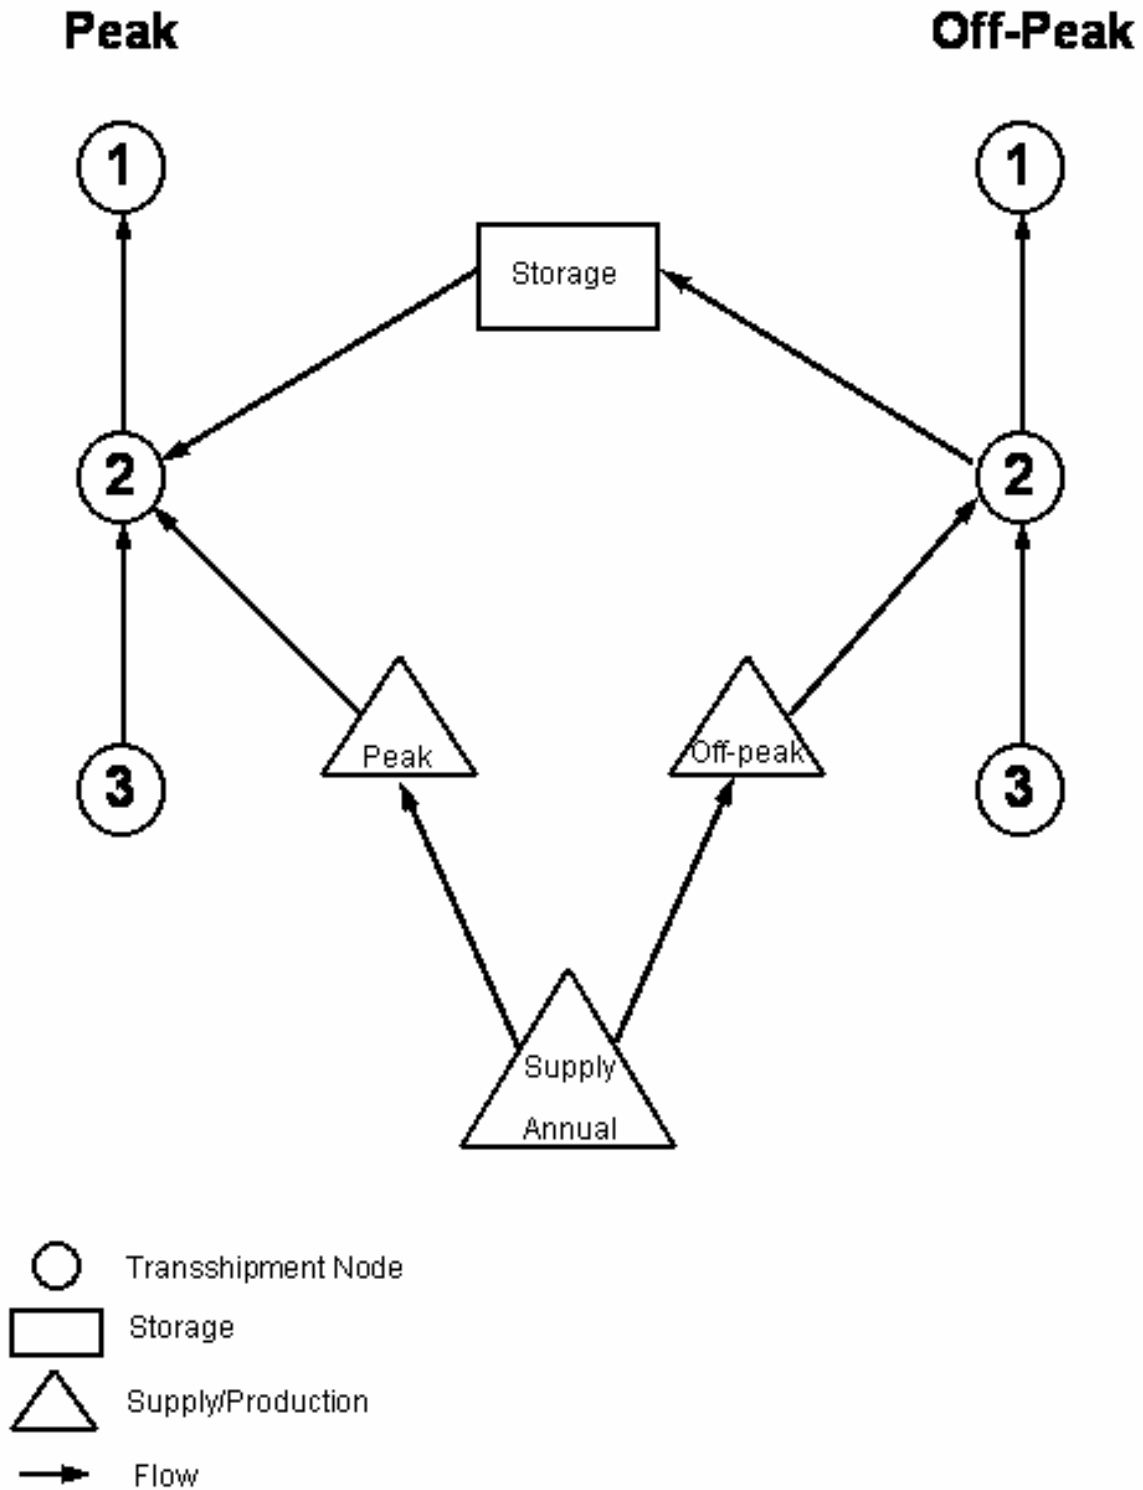 Peak Off-Peak
1 1
Storage
2 2
Peak Off-peak
3 3
Supply
Annual
Transshipment Node
Storage
Supply/Production
Flow